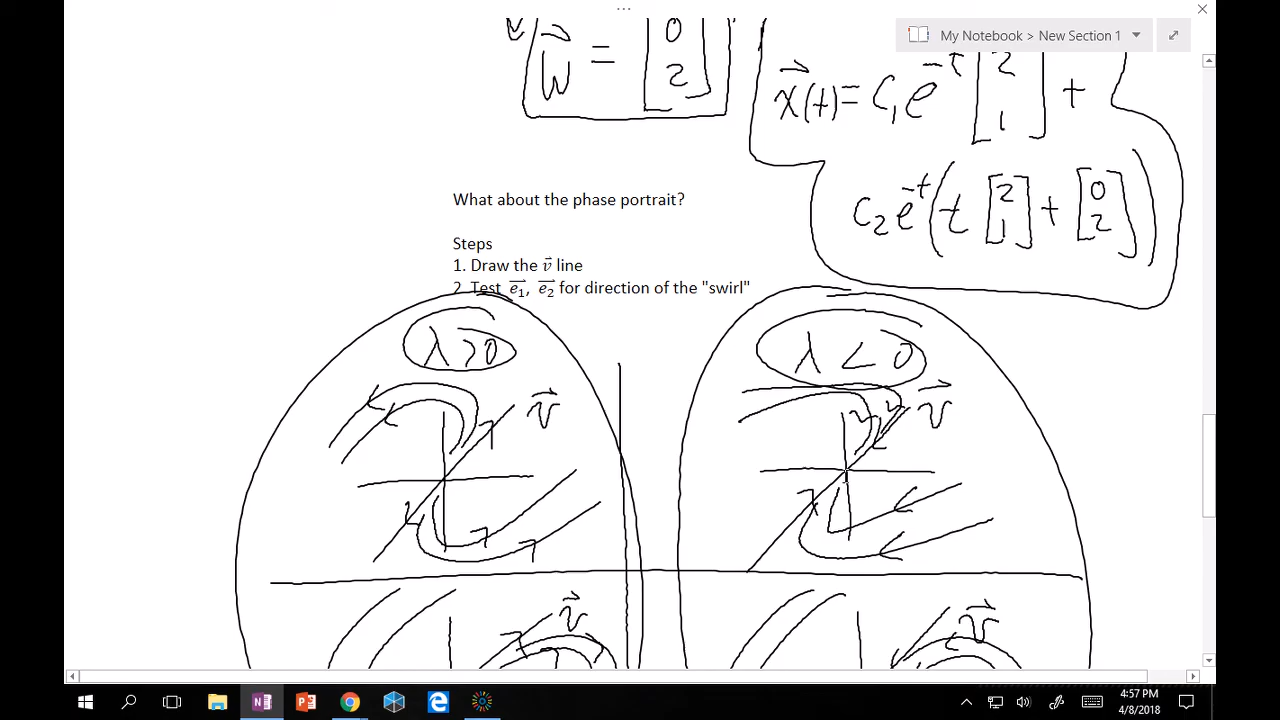 My Notebook > New Section 1
w⃗ = [0 2]
x⃗(t) = c₁e⁻ᵗ [2 1] +
c₂e⁻ᵗ(t [2 1] + [0 2])
What about the phase portrait?
Steps
1. Draw the v⃗ line
2. Test e₁⃗, e₂⃗ for direction of the "swirl"
λ>0
λ<0
v⃗
v⃗
v⃗
v⃗
4:57 PM
4/8/2018